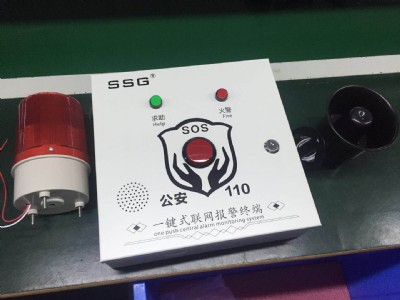 SSG®
求助 火警
Help Fire
SOS
公安 110
一键式联网报警终端
one push central alarm monitoring system